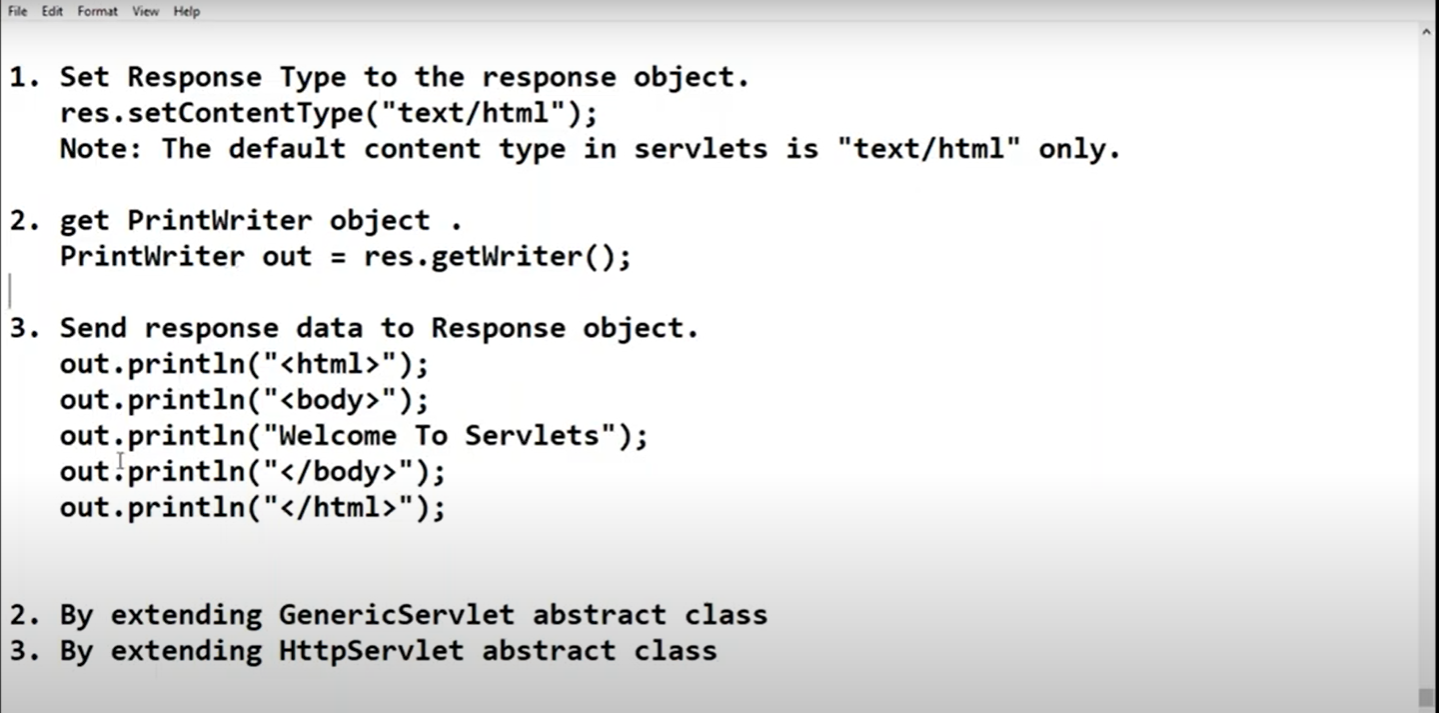 File Edit Format View Help
1. Set Response Type to the response object.
res.setContentType("text/html");
Note: The default content type in servlets is "text/html" only.
2. get PrintWriter object .
PrintWriter out = res.getWriter();
3. Send response data to Response object.
out.println("<html>");
out.println("<body>");
out.println("Welcome To Servlets");
out.println("</body>");
out.println("</html>");
2. By extending GenericServlet abstract class
3. By extending HttpServlet abstract class